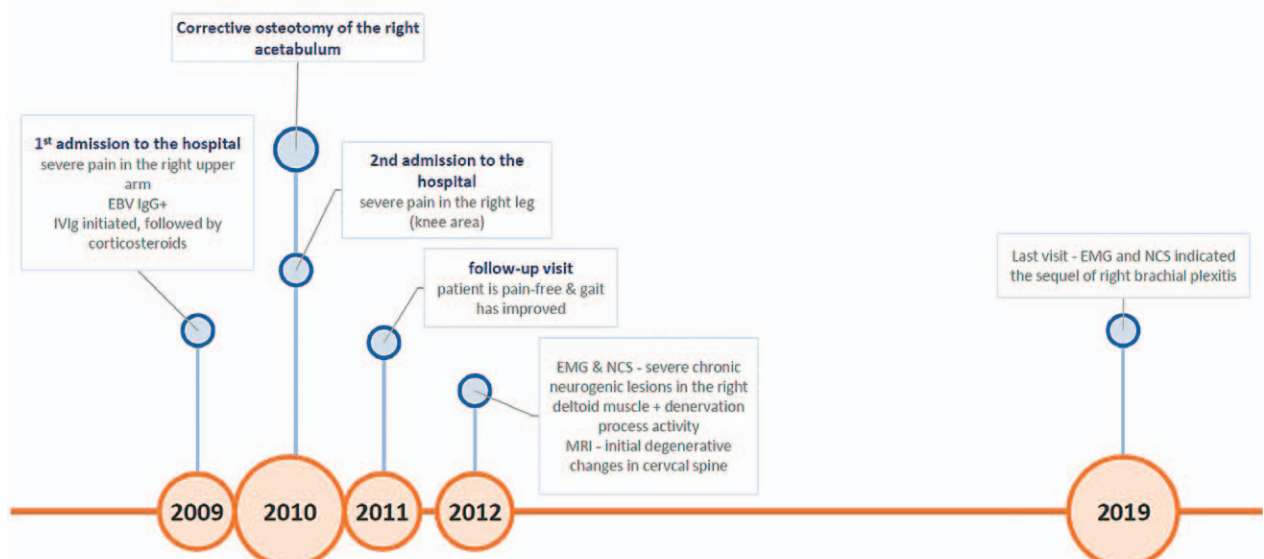 Corrective osteotomy of the right
acetabulum
1st admission to the hospital
severe pain in the right upper
arm
EBV IgG+
IVIg initiated, followed by
corticosteroids
2nd admission to the
hospital
severe pain in the right leg
(knee area)
follow-up visit
patient is pain-free & gait
has improved
EMG & NCS - severe chronic
neurogenic lesions in the right
deltoid muscle + denervation
process activity
MRI - initial degenerative
changes in cervcal spine
Last visit - EMG and NCS indicated
the sequel of right brachial plexitis
2009
2010
2011
2012
2019